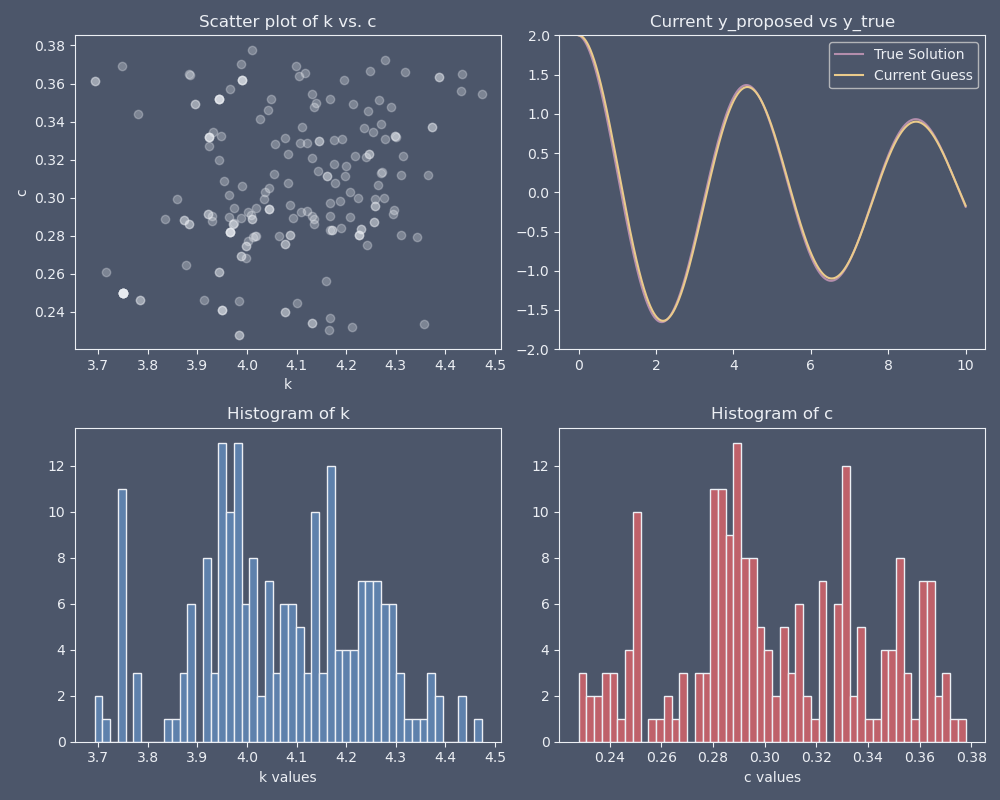 Scatter plot of k vs. c
0.38
0.36
0.34
0.32
0.30
0.28
0.26
0.24
c
3.7 3.8 3.9 4.0 4.1 4.2 4.3 4.4 4.5
k
Current y_proposed vs y_true
True Solution
Current Guess
2.0
1.5
1.0
0.5
0.0
−0.5
−1.0
−1.5
−2.0
0 2 4 6 8 10
Histogram of k
12
10
8
6
4
2
0
3.7 3.8 3.9 4.0 4.1 4.2 4.3 4.4 4.5
k values
Histogram of c
12
10
8
6
4
2
0
0.24 0.26 0.28 0.30 0.32 0.34 0.36 0.38
c values